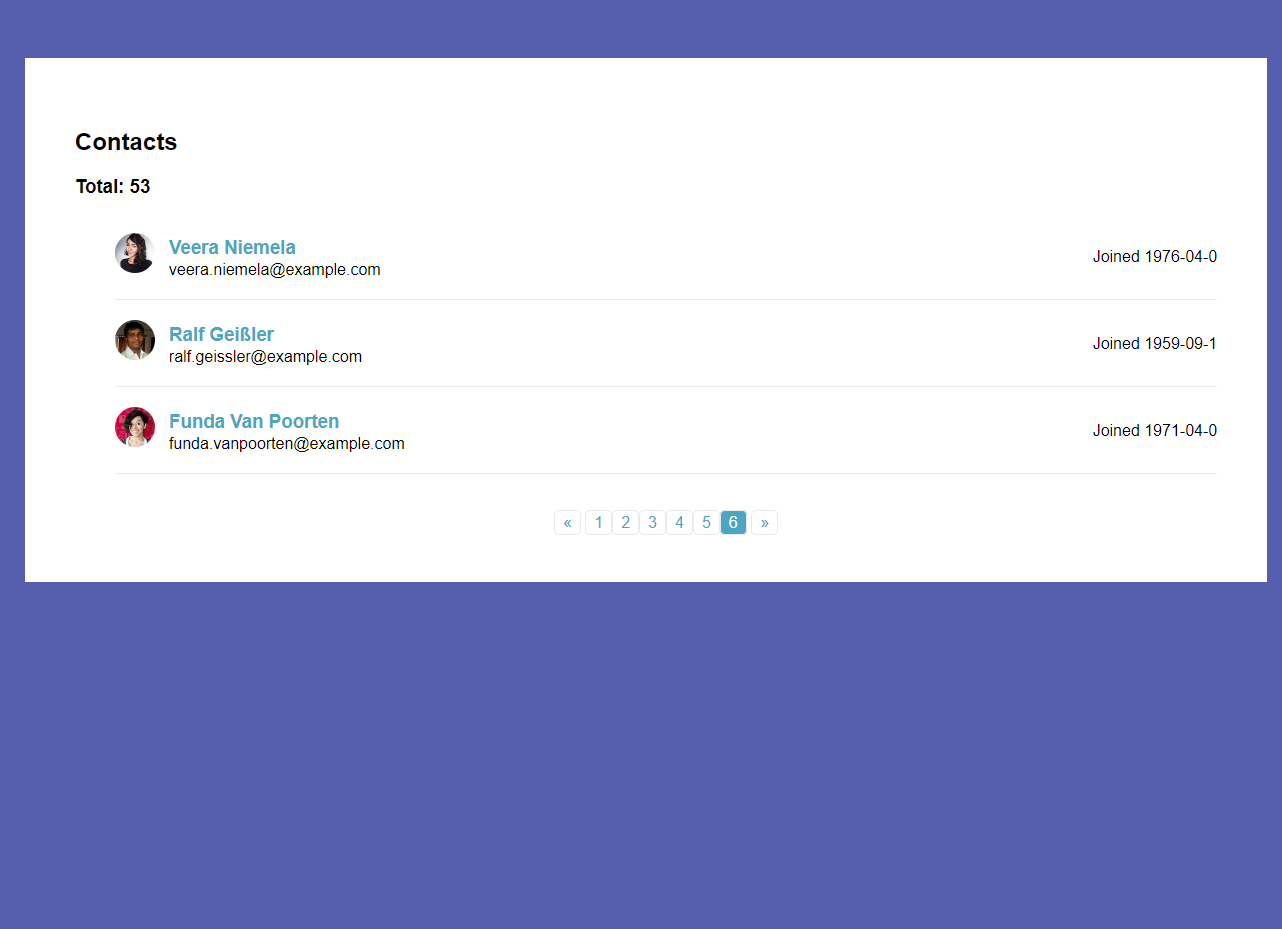 Contacts
Total: 53
Veera Niemela
veera.niemela@example.com
Joined 1976-04-0
Ralf Geißler
ralf.geissler@example.com
Joined 1959-09-1
Funda Van Poorten
funda.vanpoorten@example.com
Joined 1971-04-0
« 1 2 3 4 5 6 »